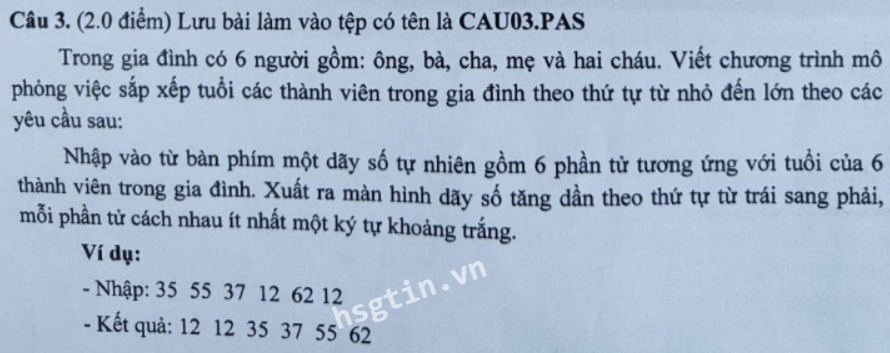 Câu 3. (2.0 điểm) Lưu bài làm vào tệp có tên là CAU03.PAS
Trong gia đình có 6 người gồm: ông, bà, cha, mẹ và hai cháu. Viết chương trình mô
phỏng việc sắp xếp tuổi các thành viên trong gia đình theo thứ tự từ nhỏ đến lớn theo các
yêu cầu sau:
Nhập vào từ bàn phím một dãy số tự nhiên gồm 6 phần tử tương ứng với tuổi của 6
thành viên trong gia đình. Xuất ra màn hình dãy số tăng dần theo thứ tự từ trái sang phải,
mỗi phần tử cách nhau ít nhất một ký tự khoảng trắng.
Ví dụ:
- Nhập: 35 55 37 12 62 12
- Kết quả: 12 12 35 37 55 62
hsgtin.vn